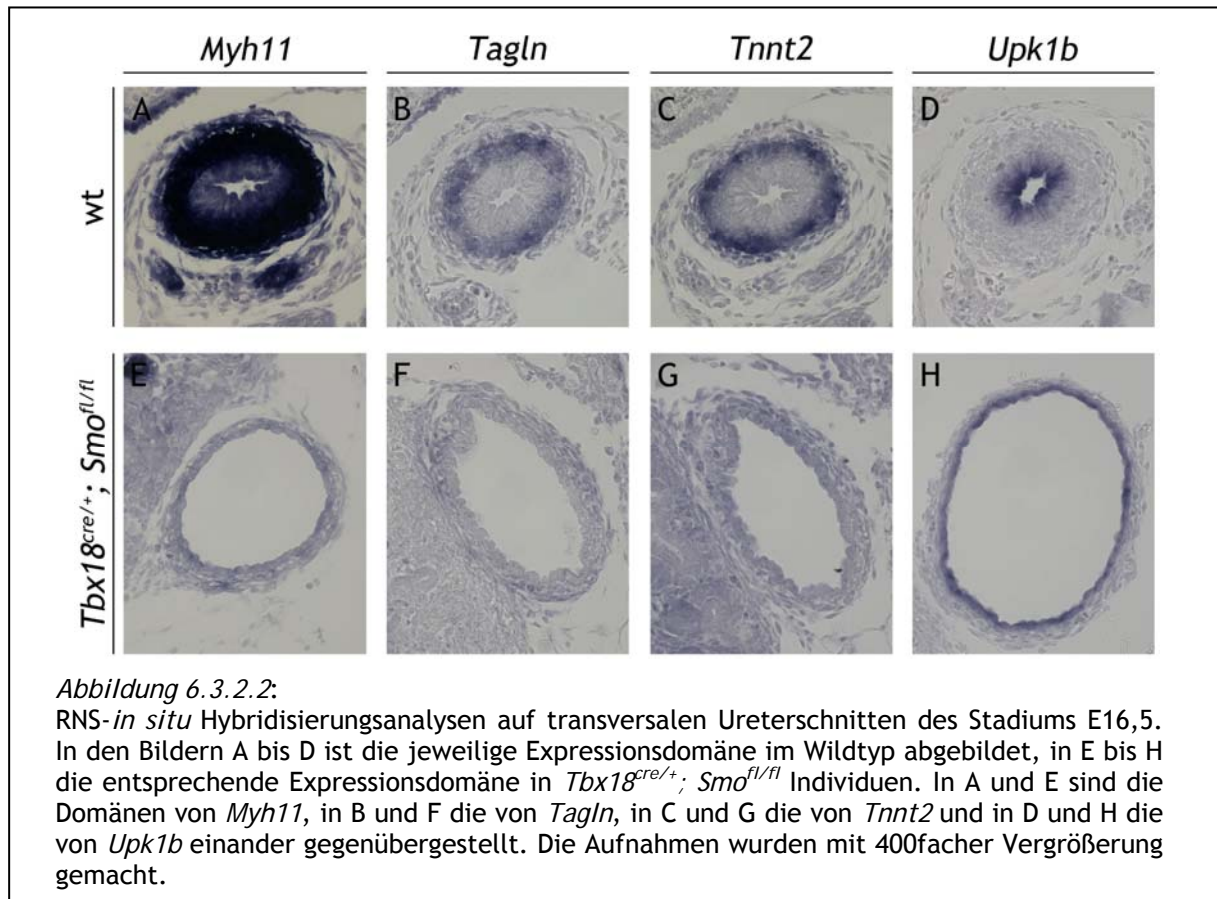 Myh11 Tagln Tnnt2 Upk1b
wt
A B C D
Tbx18cre/+; Smofl/fl
E F G H
Abbildung 6.3.2.2:
RNS-in situ Hybridisierungsanalysen auf transversalen Ureterschnitten des Stadiums E16,5.
In den Bildern A bis D ist die jeweilige Expressionsdomäne im Wildtyp abgebildet, in E bis H
die entsprechende Expressionsdomäne in Tbx18cre/+; Smofl/fl Individuen. In A und E sind die
Domänen von Myh11, in B und F die von Tagln, in C und G die von Tnnt2 und in D und H die
von Upk1b einander gegenübergestellt. Die Aufnahmen wurden mit 400facher Vergrößerung
gemacht.